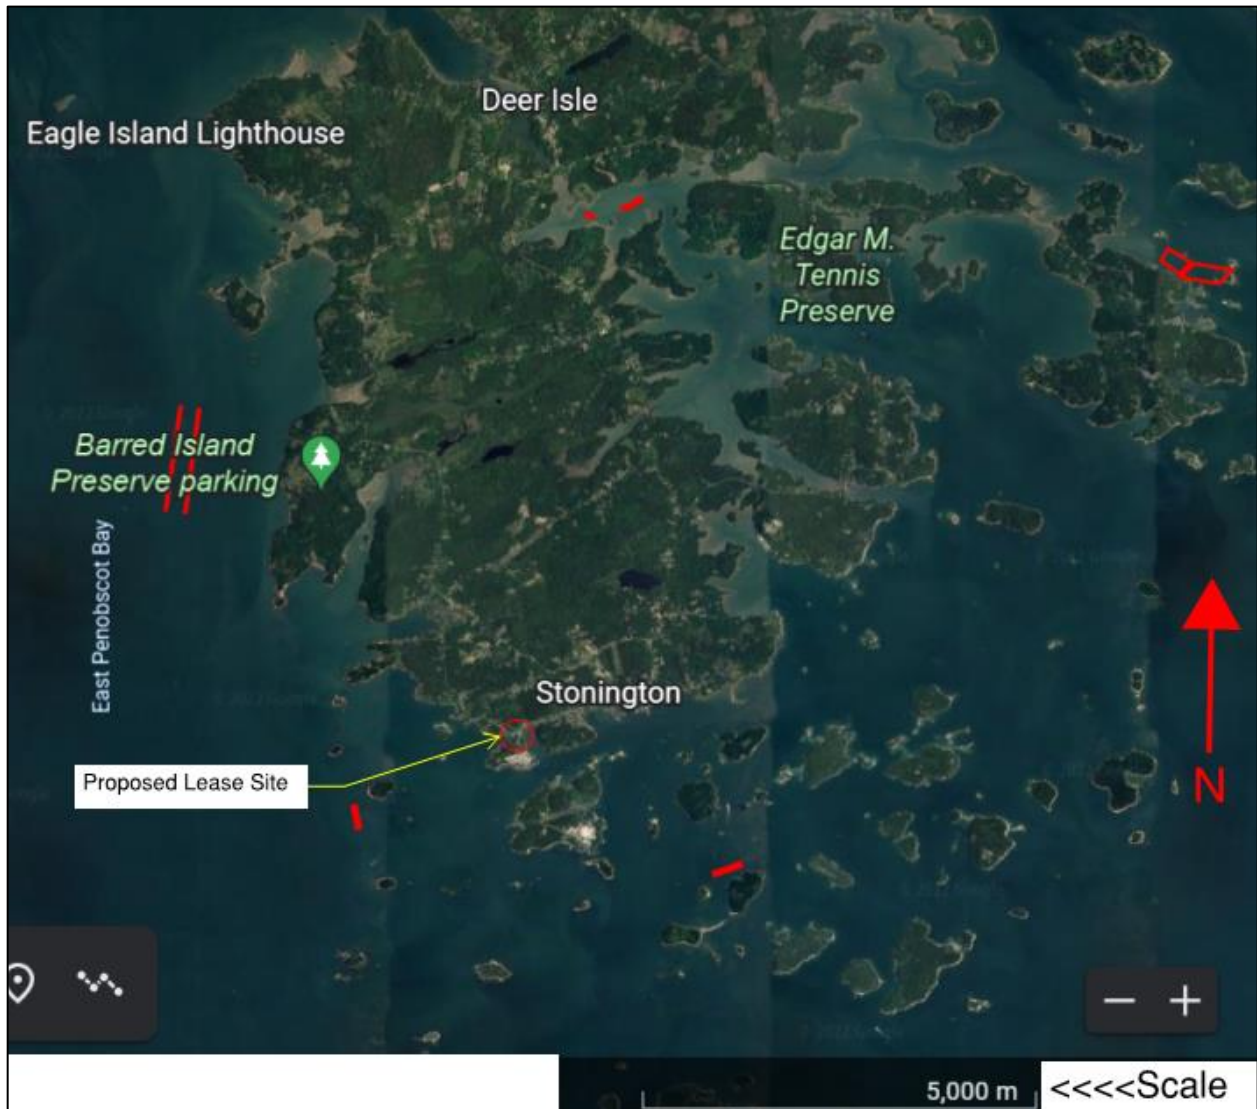 Deer Isle
Eagle Island Lighthouse
Edgar M.
Tennis
Preserve
Barred Island
Preserve parking
East Penobscot Bay
Stonington
Proposed Lease Site
N
5,000 m
<<<<Scale